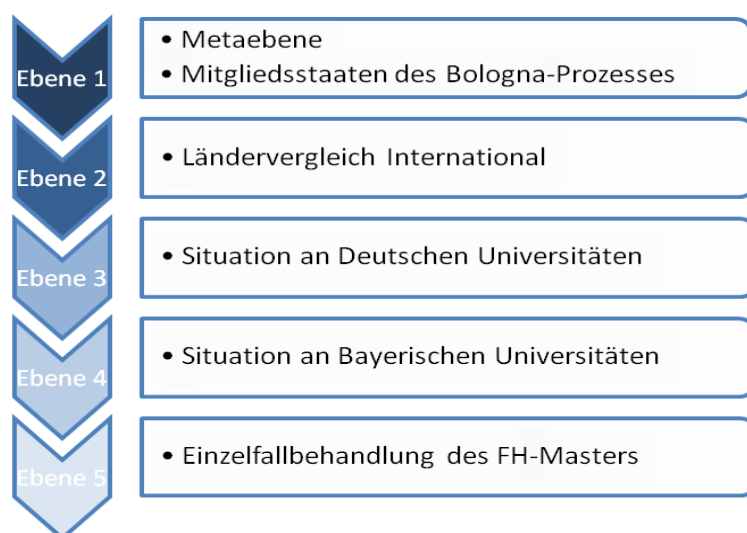 Ebene 1
• Metaebene
• Mitgliedsstaaten des Bologna-Prozesses
Ebene 2
• Ländervergleich International
Ebene 3
• Situation an Deutschen Universitäten
Ebene 4
• Situation an Bayerischen Universitäten
Ebene 5
• Einzelfallbehandlung des FH-Masters